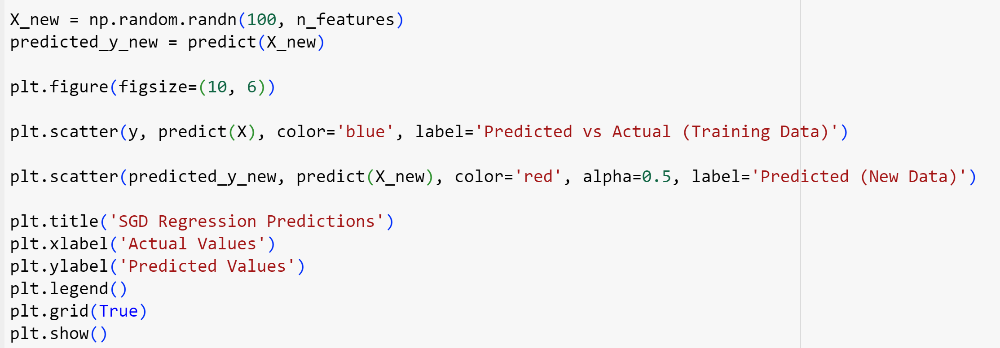 X_new = np.random.randn(100, n_features)
predicted_y_new = predict(X_new)
plt.figure(figsize=(10, 6))
plt.scatter(y, predict(X), color='blue', label='Predicted vs Actual (Training Data)')
plt.scatter(predicted_y_new, predict(X_new), color='red', alpha=0.5, label='Predicted (New Data)')
plt.title('SGD Regression Predictions')
plt.xlabel('Actual Values')
plt.ylabel('Predicted Values')
plt.legend()
plt.grid(True)
plt.show()